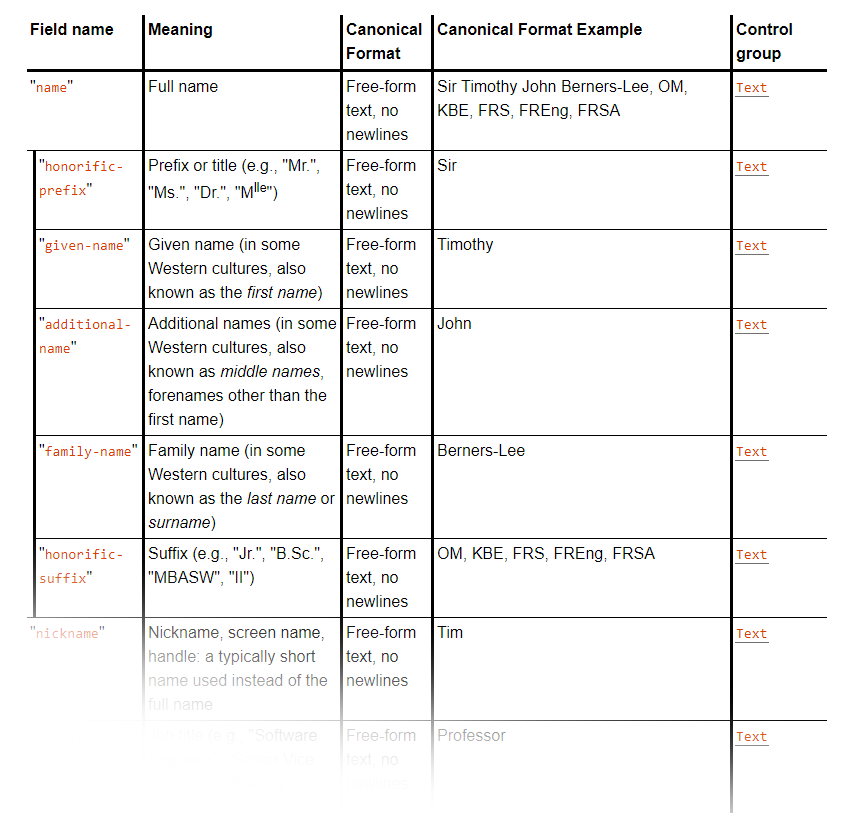 Field name Meaning Canonical Format Canonical Format Example Control group
"name" Full name Free-form text, no newlines Sir Timothy John Berners-Lee, OM, KBE, FRS, FREng, FRSA Text
"honorific-prefix" Prefix or title (e.g., "Mr.", "Ms.", "Dr.", "Mlle") Free-form text, no newlines Sir Text
"given-name" Given name (in some Western cultures, also known as the first name) Free-form text, no newlines Timothy Text
"additional-name" Additional names (in some Western cultures, also known as middle names, forenames other than the first name) Free-form text, no newlines John Text
"family-name" Family name (in some Western cultures, also known as the last name or surname) Free-form text, no newlines Berners-Lee Text
"honorific-suffix" Suffix (e.g., "Jr.", "B.Sc.", "MBASW", "II") Free-form text, no newlines OM, KBE, FRS, FREng, FRSA Text
"nickname" Nickname, screen name, handle: a typically short name used instead of the full name Free-form text, no newlines Tim Text
"Software Free-form text, no newlines Professor Text